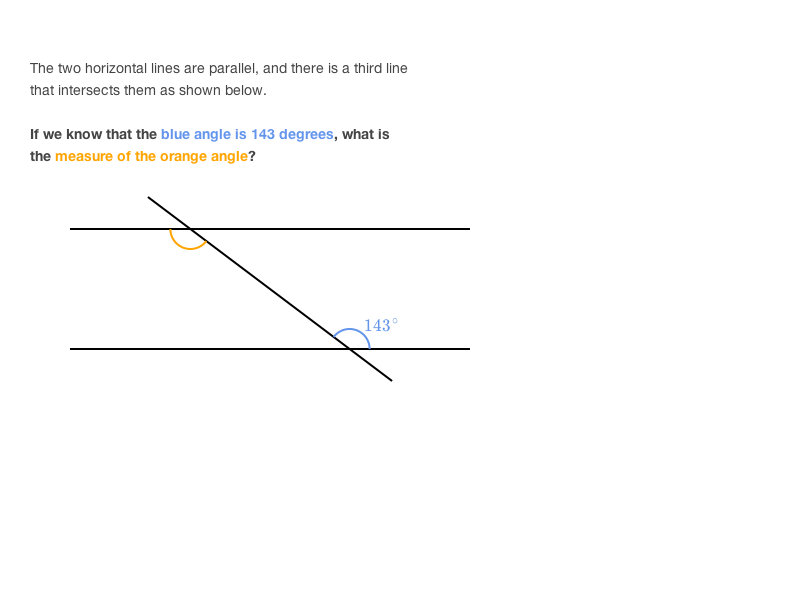 The two horizontal lines are parallel, and there is a third line
that intersects them as shown below.
If we know that the blue angle is 143 degrees, what is
the measure of the orange angle?
143°